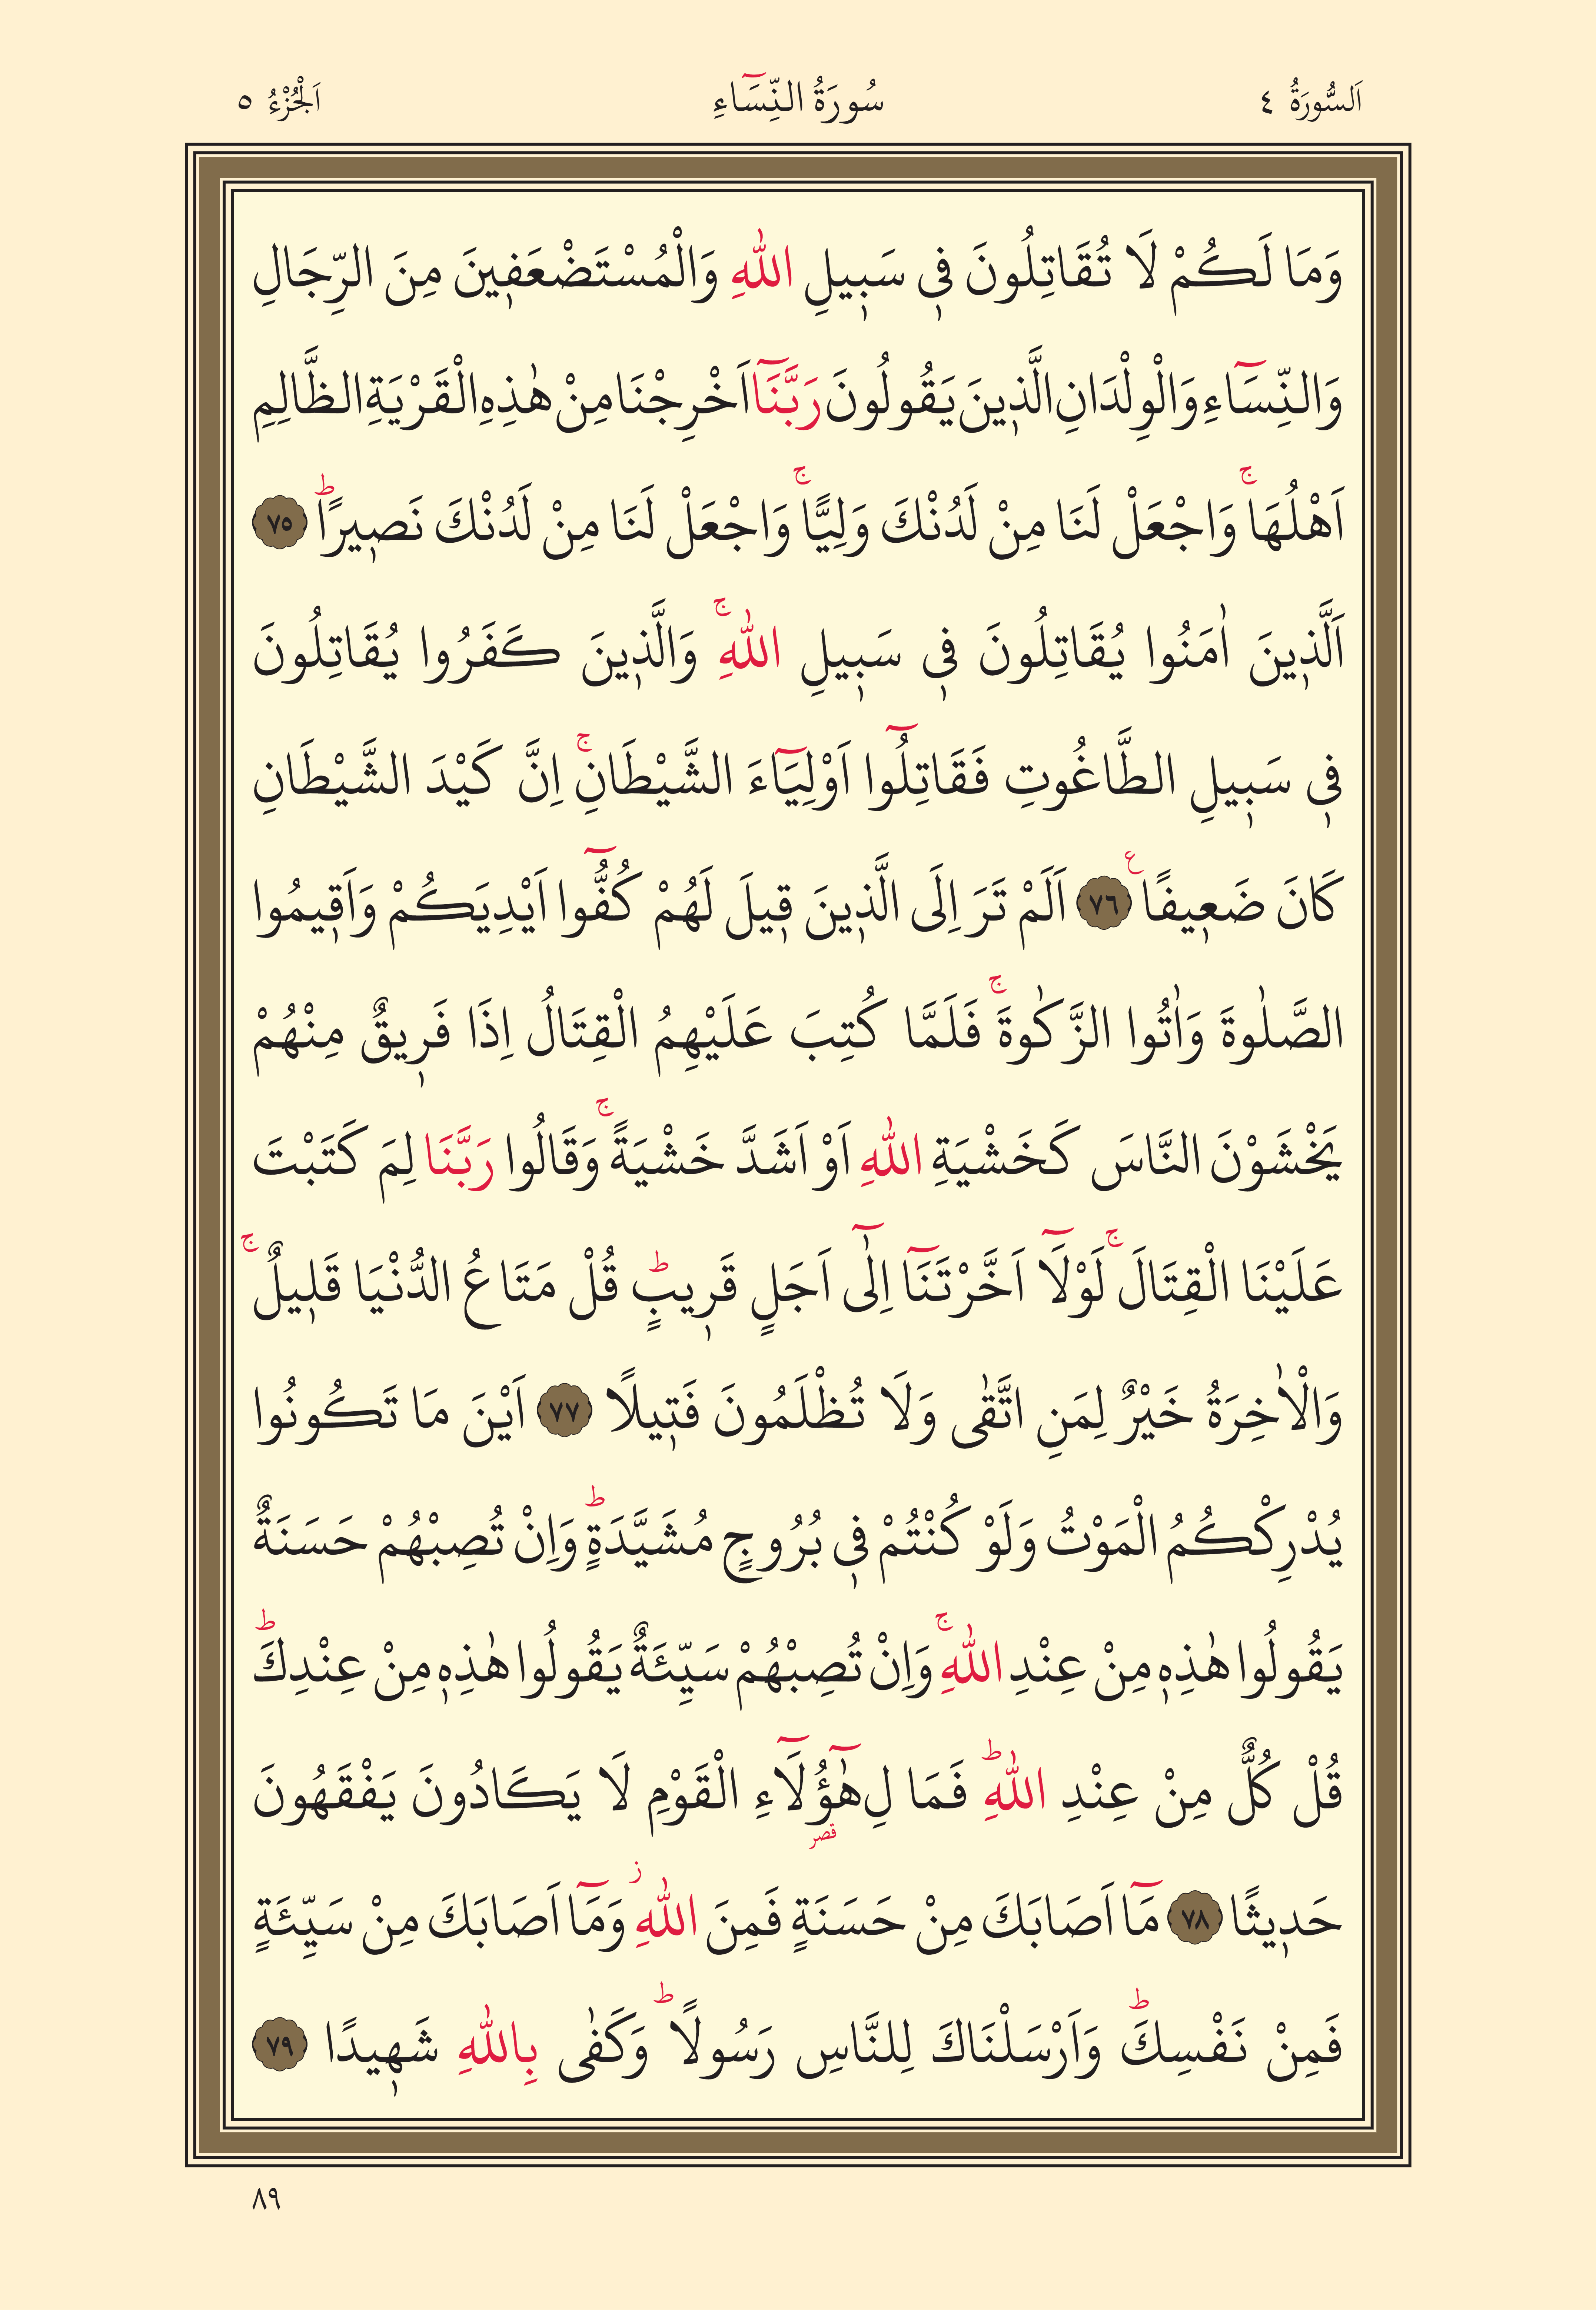 اَلسُّورَةُ ٤ سُورَةُ النِّسَٓاءِ اَلْجُزْءُ ٥
وَمَا لَكُمْ لَا تُقَاتِلُونَ ف۪ي سَب۪يلِ اللّٰهِ وَالْمُسْتَضْعَف۪ينَ مِنَ الرِّجَالِ
وَالنِّسَٓاءِ وَالْوِلْدَانِ الَّذ۪ينَ يَقُولُونَ رَبَّنَٓا اَخْرِجْنَا مِنْ هٰذِهِ الْقَرْيَةِ الظَّالِمِ
اَهْلُهَاۚ وَاجْعَلْ لَنَا مِنْ لَدُنْكَ وَلِيًّاۚ وَاجْعَلْ لَنَا مِنْ لَدُنْكَ نَص۪يرًاۜ ٧٥
اَلَّذ۪ينَ اٰمَنُوا يُقَاتِلُونَ ف۪ي سَب۪يلِ اللّٰهِۚ وَالَّذ۪ينَ كَفَرُوا يُقَاتِلُونَ
ف۪ي سَب۪يلِ الطَّاغُوتِ فَقَاتِلُٓوا اَوْلِيَٓاءَ الشَّيْطَانِۚ اِنَّ كَيْدَ الشَّيْطَانِ
كَانَ ضَع۪يفًاۘ ع ٧٦ اَلَمْ تَرَ اِلَى الَّذ۪ينَ ق۪يلَ لَهُمْ كُفُّٓوا اَيْدِيَكُمْ وَاَق۪يمُوا
الصَّلٰوةَ وَاٰتُوا الزَّكٰوةَۚ فَلَمَّا كُتِبَ عَلَيْهِمُ الْقِتَالُ اِذَا فَر۪يقٌ مِنْهُمْ
يَخْشَوْنَ النَّاسَ كَخَشْيَةِ اللّٰهِ اَوْ اَشَدَّ خَشْيَةًۚ وَقَالُوا رَبَّنَا لِمَ كَتَبْتَ
عَلَيْنَا الْقِتَالَۚ لَوْلَٓا اَخَّرْتَنَٓا اِلٰٓى اَجَلٍ قَر۪يبٍۜ قُلْ مَتَاعُ الدُّنْيَا قَل۪يلٌۚ
وَالْاٰخِرَةُ خَيْرٌ لِمَنِ اتَّقٰى وَلَا تُظْلَمُونَ فَت۪يلًا ٧٧ اَيْنَ مَا تَكُونُوا
يُدْرِكْكُمُ الْمَوْتُ وَلَوْ كُنْتُمْ ف۪ي بُرُوجٍ مُشَيَّدَةٍۜ وَاِنْ تُصِبْهُمْ حَسَنَةٌ
يَقُولُوا هٰذِه۪ مِنْ عِنْدِ اللّٰهِۚ وَاِنْ تُصِبْهُمْ سَيِّئَةٌ يَقُولُوا هٰذِه۪ مِنْ عِنْدِكَۜ
قُلْ كُلٌّ مِنْ عِنْدِ اللّٰهِۜ فَمَا لِ هٰٓؤُ۬لَٓاءِ الْقَوْمِ لَا يَكَادُونَ يَفْقَهُونَ
قصر
حَد۪يثًا ٧٨ مَٓا اَصَابَكَ مِنْ حَسَنَةٍ فَمِنَ اللّٰهِ ز وَمَٓا اَصَابَكَ مِنْ سَيِّئَةٍ
فَمِنْ نَفْسِكَۜ وَاَرْسَلْنَاكَ لِلنَّاسِ رَسُولًاۜ وَكَفٰى بِاللّٰهِ شَه۪يدًا ٧٩
٨٩